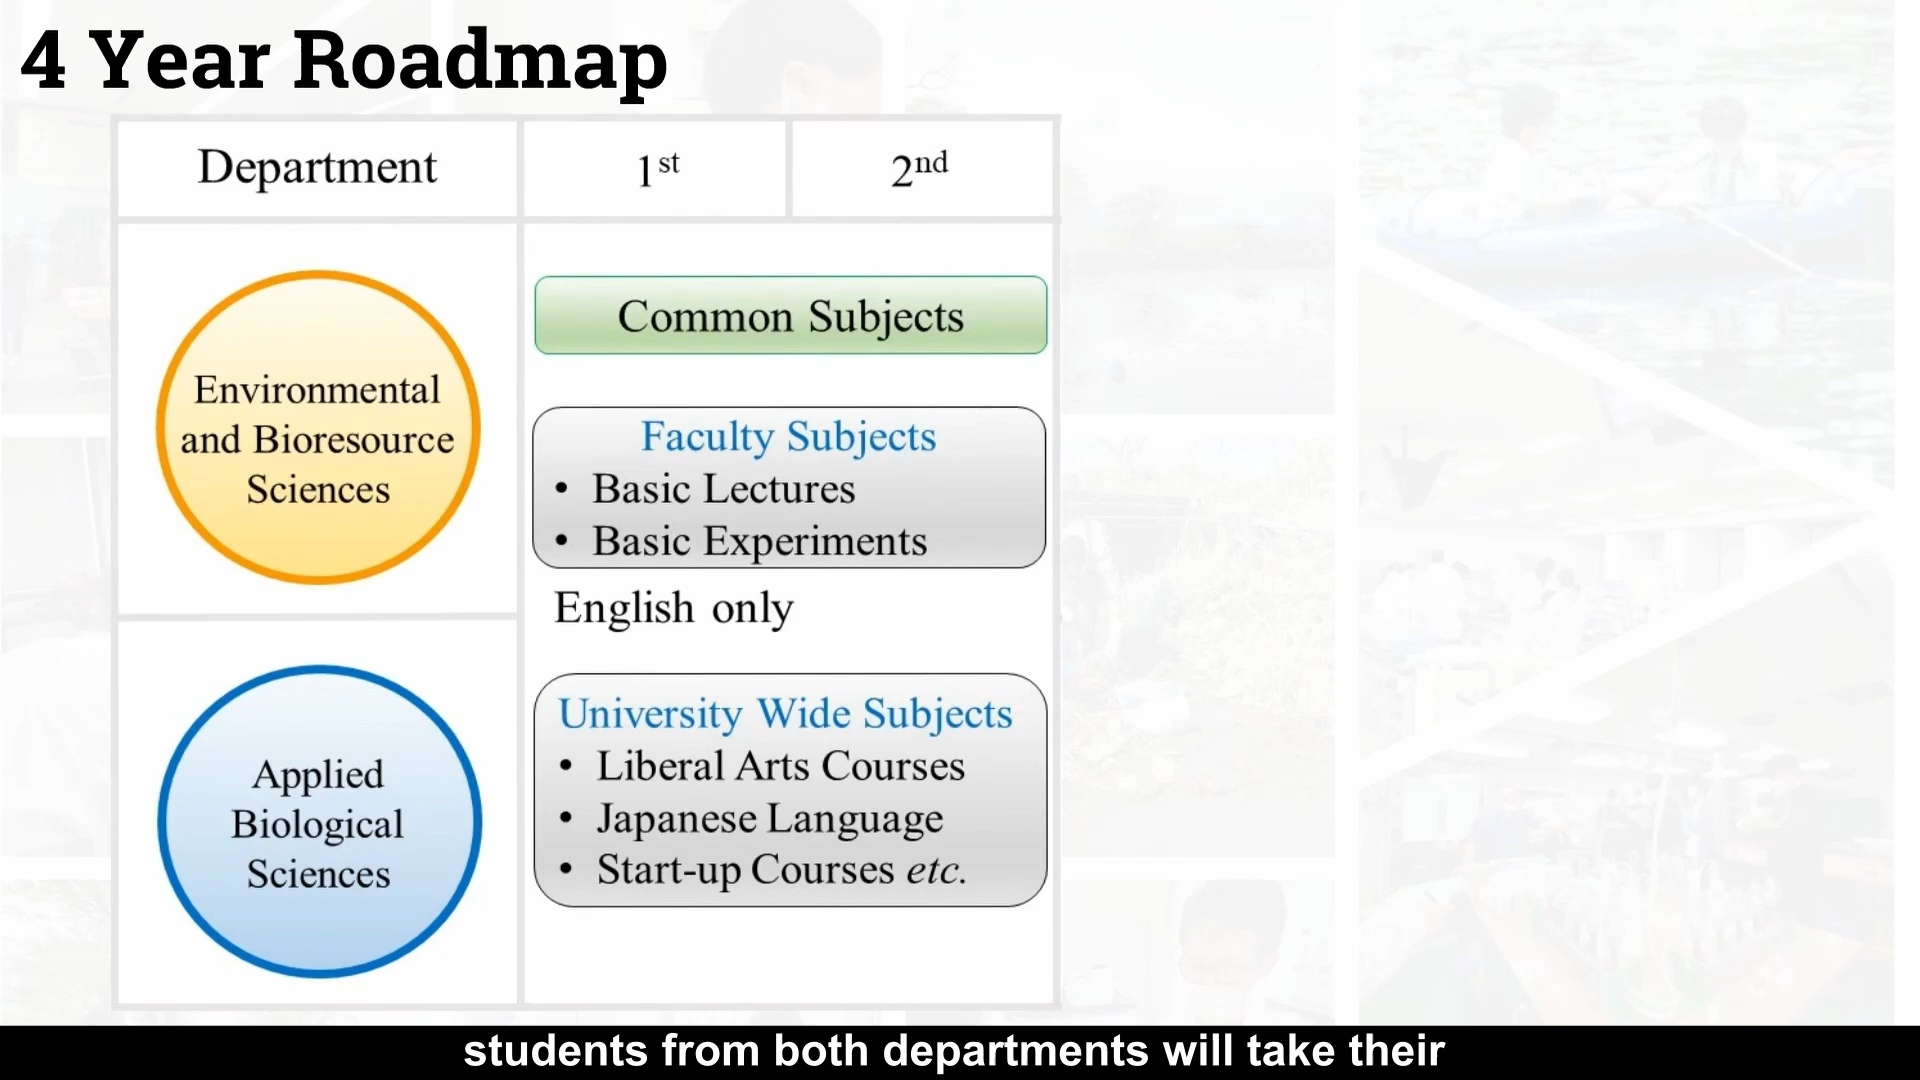 4 Year Roadmap
Department
1st
2nd
Environmental
and Bioresource
Sciences
Common Subjects
Faculty Subjects
• Basic Lectures
• Basic Experiments
English only
Applied
Biological
Sciences
University Wide Subjects
• Liberal Arts Courses
• Japanese Language
• Start-up Courses etc.
students from both departments will take their